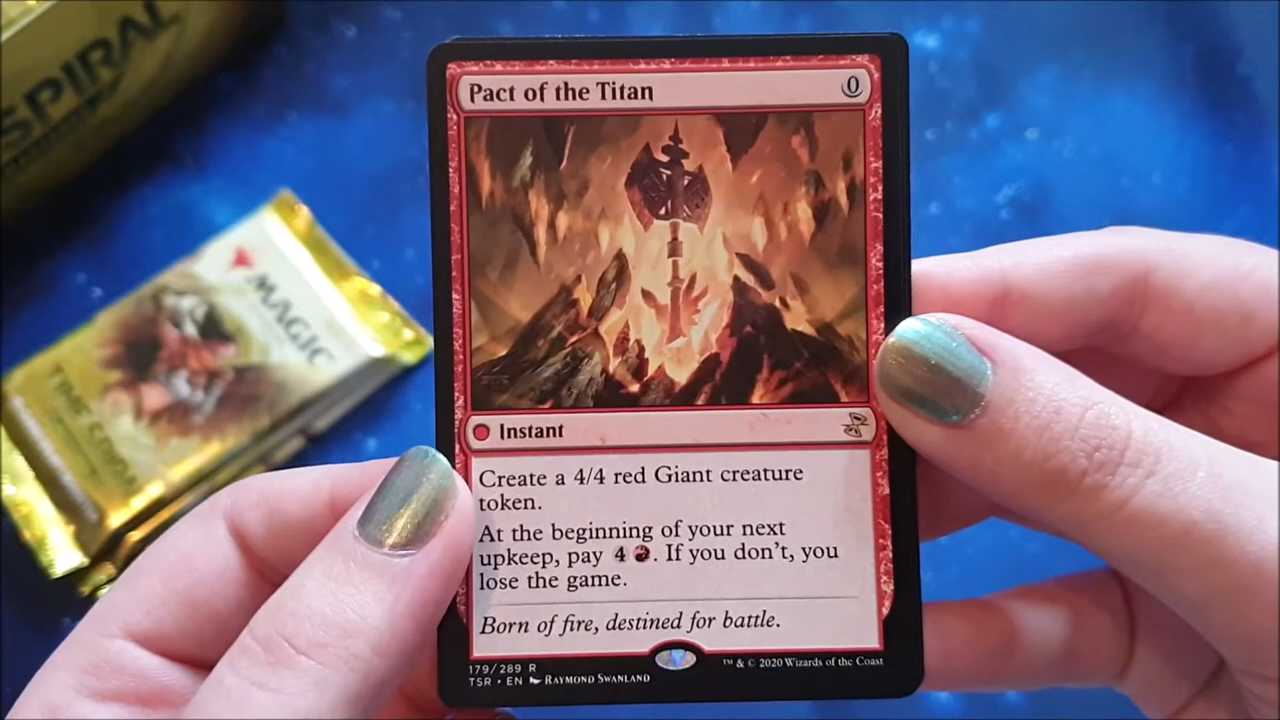 SPIRAL
MAGIC
TIME SPIRAL
Pact of the Titan 0
Instant
Create a 4/4 red Giant creature
token.
At the beginning of your next
upkeep, pay 4 . If you don't, you
lose the game.
Born of fire, destined for battle.
179/289 R
TSR • EN RAYMOND SWANLAND
™ & © 2020 Wizards of the Coast